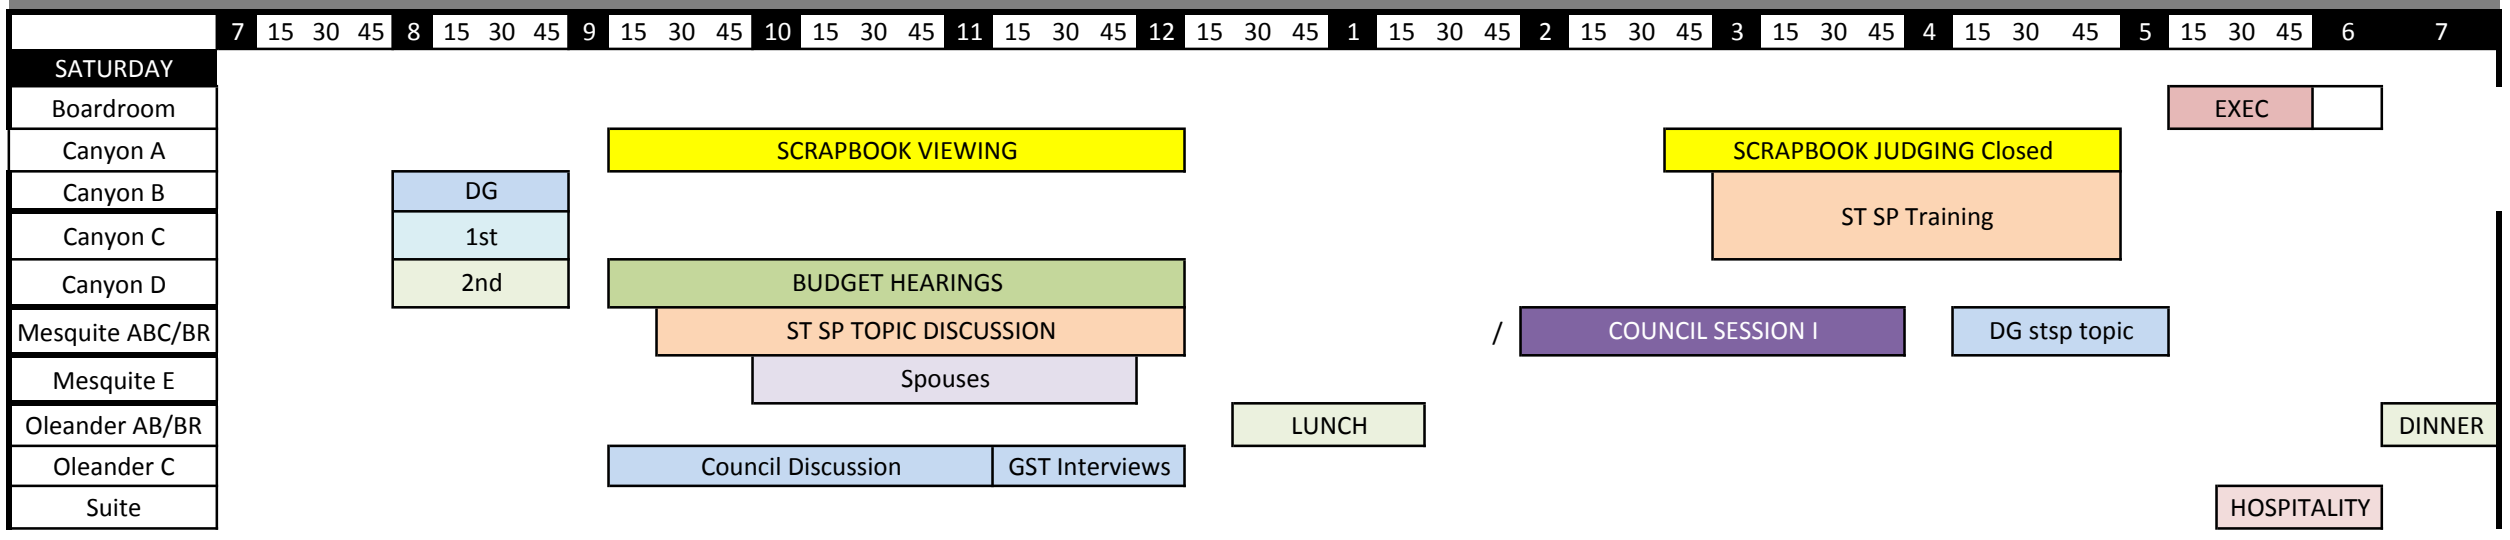 7 15 30 45 8 15 30 45 9 15 30 45 10 15 30 45 11 15 30 45 12 15 30 45 1 15 30 45 2 15 30 45 3 15 30 45 4 15 30 45 5 15 30 45 6 7
SATURDAY
Boardroom EXEC
Canyon A SCRAPBOOK VIEWING SCRAPBOOK JUDGING Closed
Canyon B DG
ST SP Training
Canyon C 1st
Canyon D 2nd BUDGET HEARINGS
Mesquite ABC/BR ST SP TOPIC DISCUSSION / COUNCIL SESSION I DG stsp topic
Mesquite E Spouses
Oleander AB/BR LUNCH DINNER
Oleander C Council Discussion GST Interviews
Suite HOSPITALITY